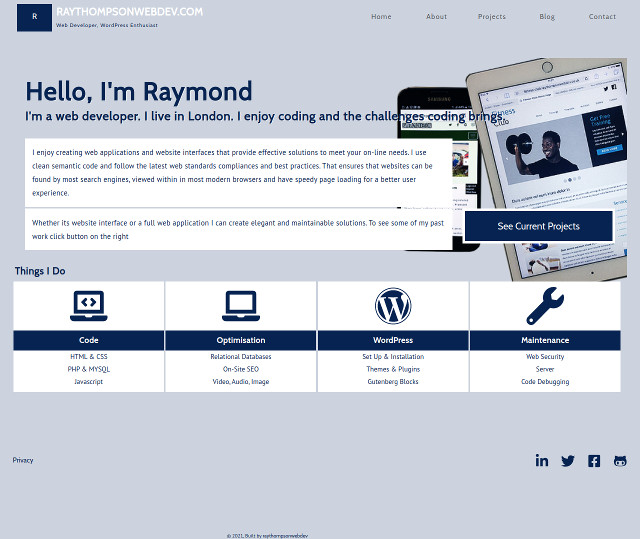 R
RAYTHOMPSONWEBDEV.COM
Web Developer, WordPress Enthusiast
Home About Projects Blog Contact
Hello, I'm Raymond
I'm a web developer. I live in London. I enjoy coding and the challenges coding brings
I enjoy creating web applications and website interfaces that provide effective solutions to meet your on-line needs. I use
clean semantic code and follow the latest web standards compliances and best practices. That ensures that websites can be
found by most search engines, viewed within in most modern browsers and have speedy page loading for a better user
experience.
Whether its website interface or a full web application I can create elegant and maintainable solutions. To see some of my past
work click button on the right
Fitness
Club
Get Free
Training
See Current Projects
Things I Do
Code Optimisation WordPress Maintenance
HTML & CSS Relational Databases Set Up & Installation Web Security
PHP & MYSQL On-Site SEO Themes & Plugins Server
Javascript Video, Audio, Image Gutenberg Blocks Code Debugging
Privacy
© 2021, Built by raythompsonwebdev